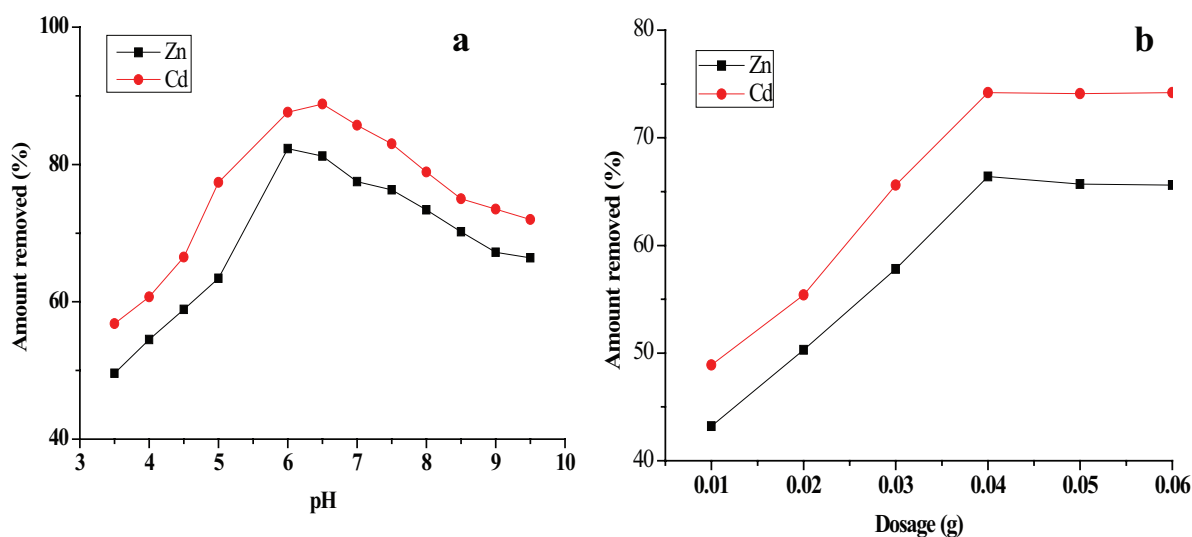 a
Zn
Cd
100
80
60
40
Amount removed (%)
3 4 5 6 7 8 9 10
pH
b
Zn
Cd
80
70
60
50
40
Amount removed (%)
0.01 0.02 0.03 0.04 0.05 0.06
Dosage (g)